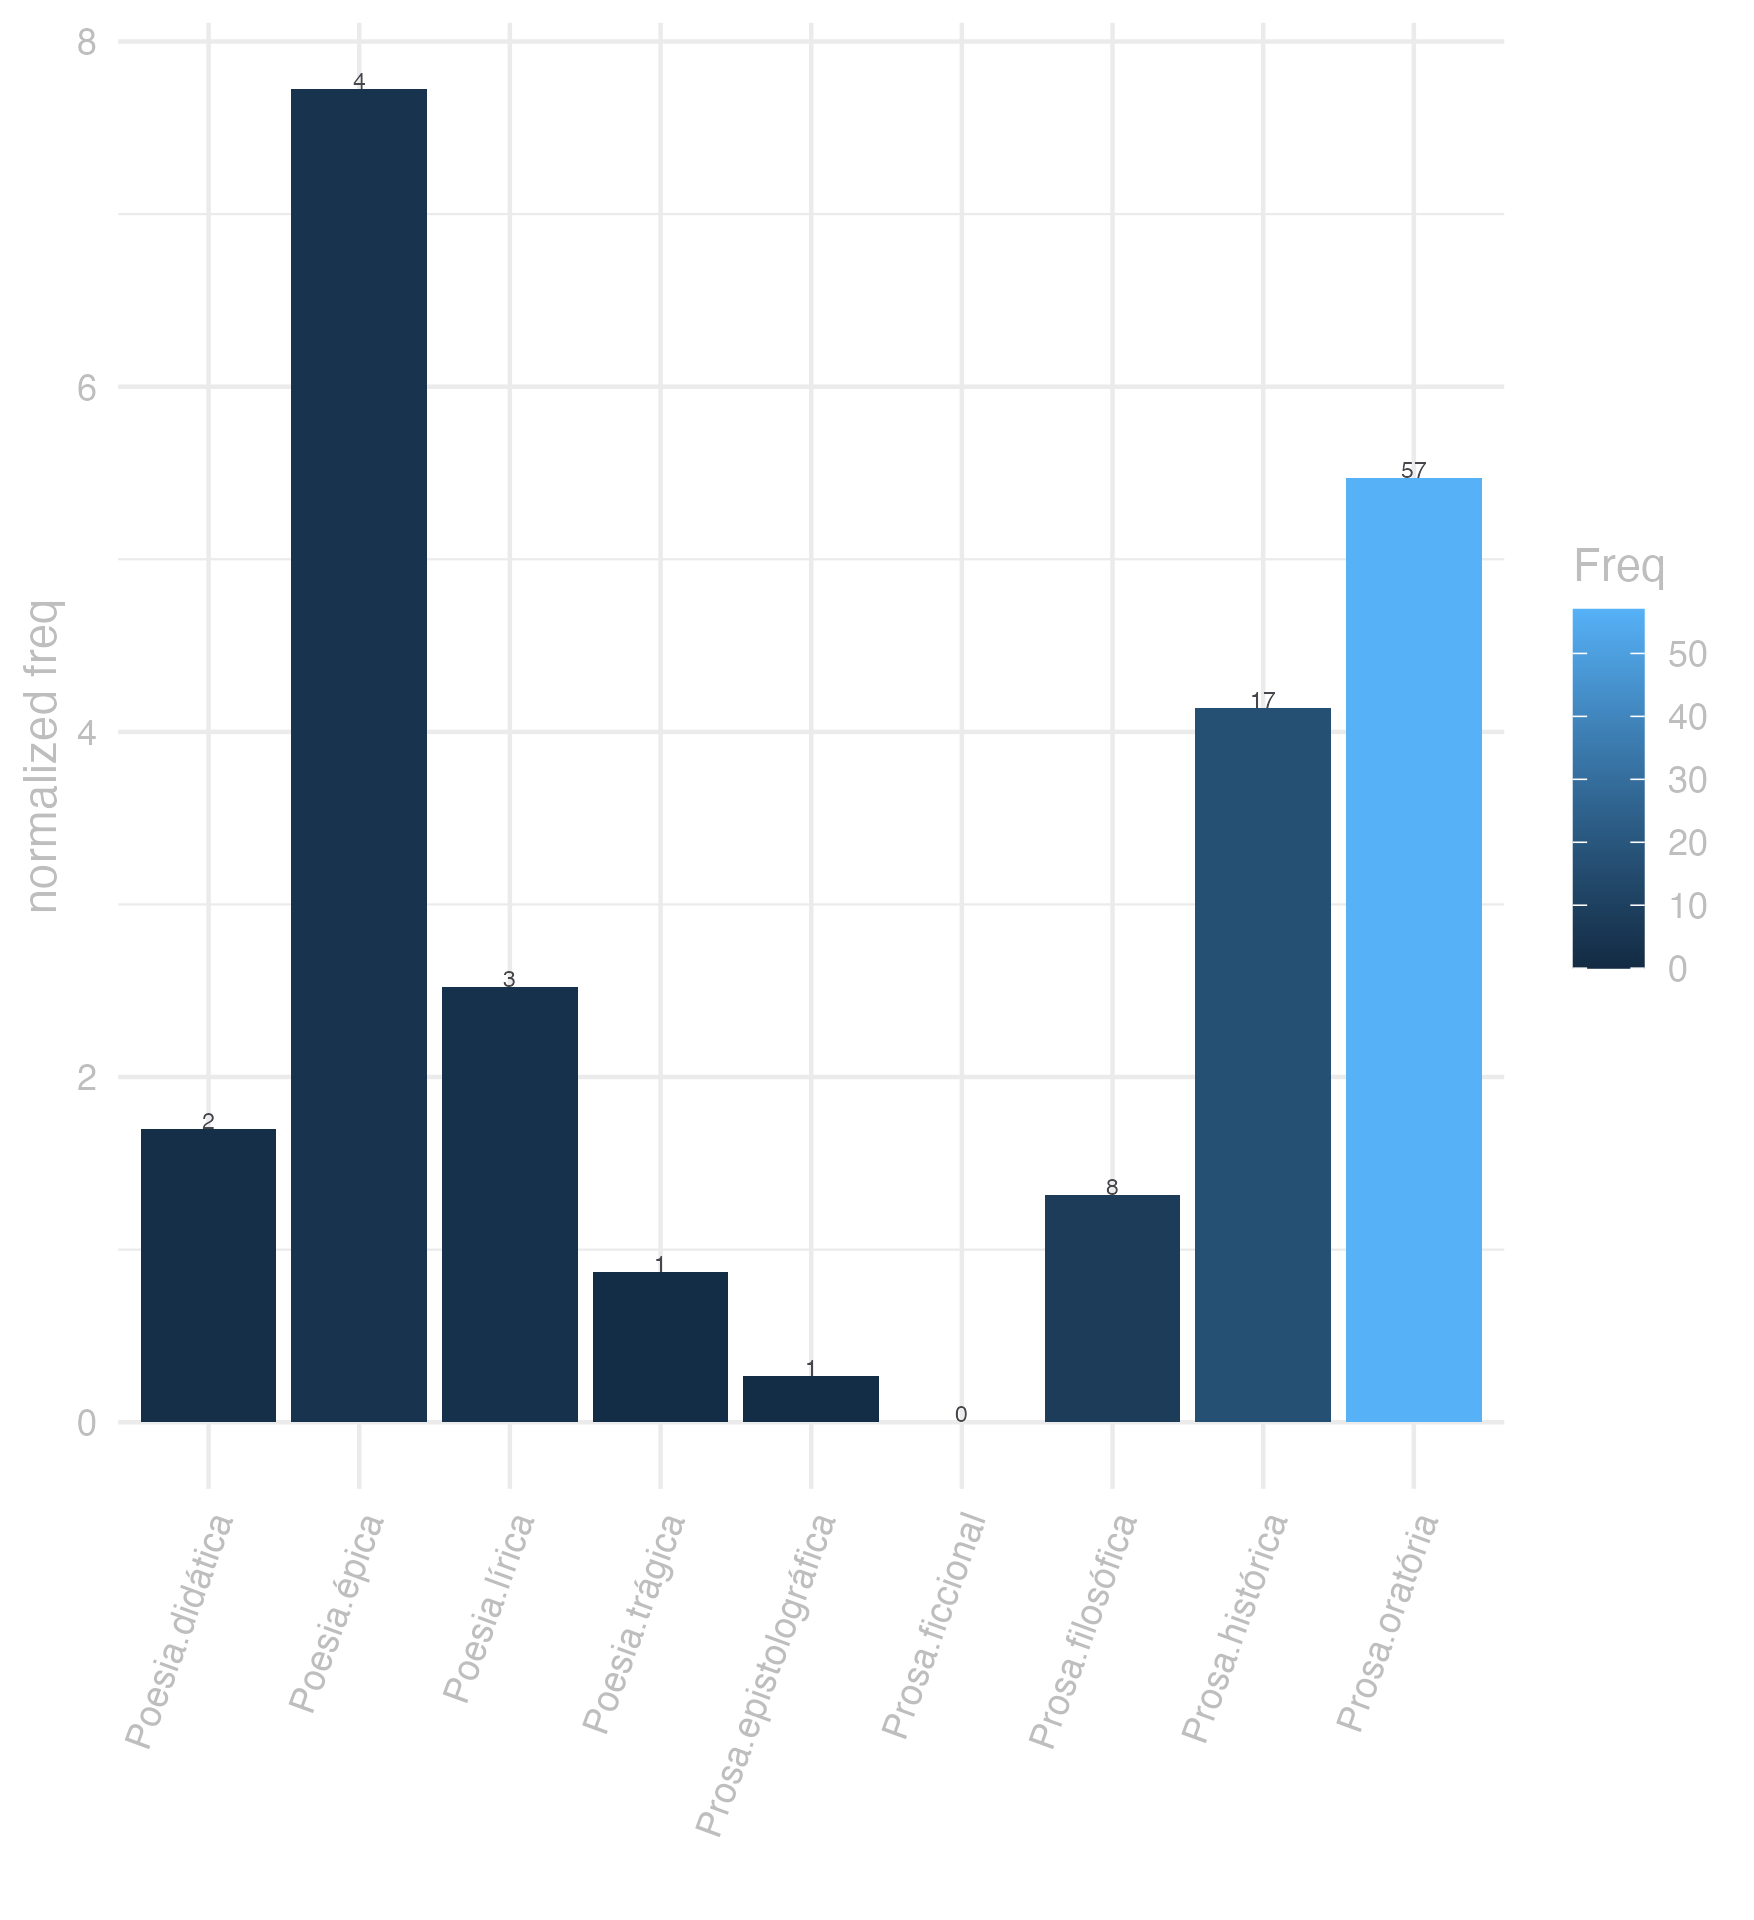 normalized freq
8
6
4
2
0
4
57
17
3
2
8
1
1
0
Poesia.didática
Poesia.épica
Poesia.lírica
Poesia.trágica
Prosa.epistolográfica
Prosa.ficcional
Prosa.filosófica
Prosa.histórica
Prosa.oratória
Freq
50
40
30
20
10
0